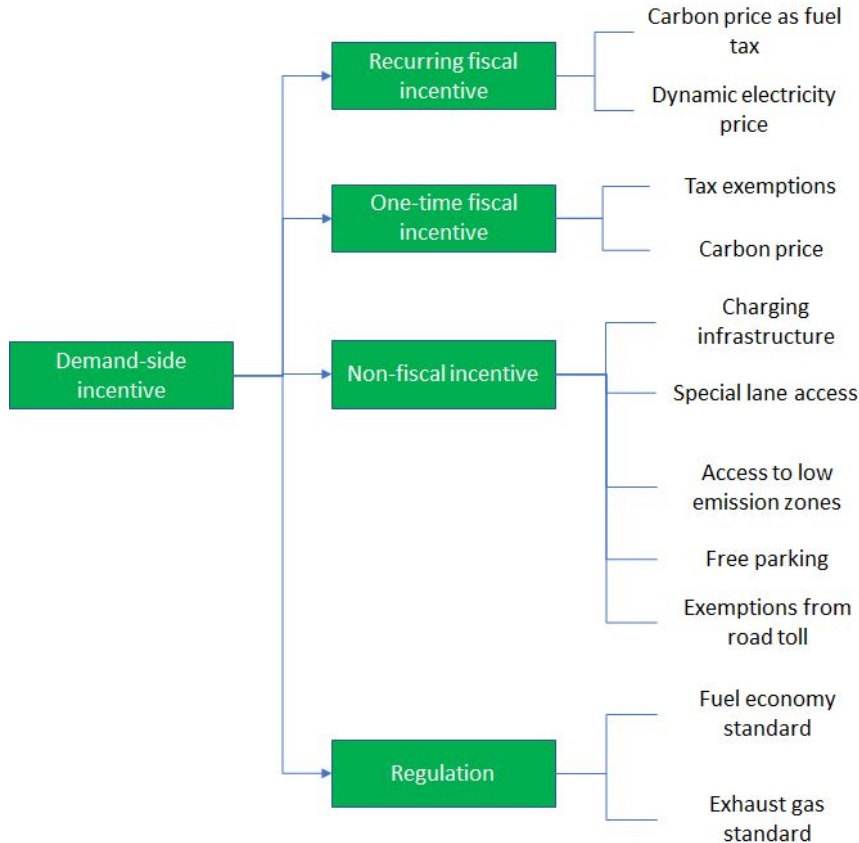 Carbon price as fuel
tax
Recurring fiscal
incentive
Dynamic electricity
price
Tax exemptions
One-time fiscal
incentive
Carbon price
Charging
infrastructure
Demand-side
incentive
Non-fiscal incentive
Special lane access
Access to low
emission zones
Free parking
Exemptions from
road toll
Fuel economy
standard
Regulation
Exhaust gas
standard